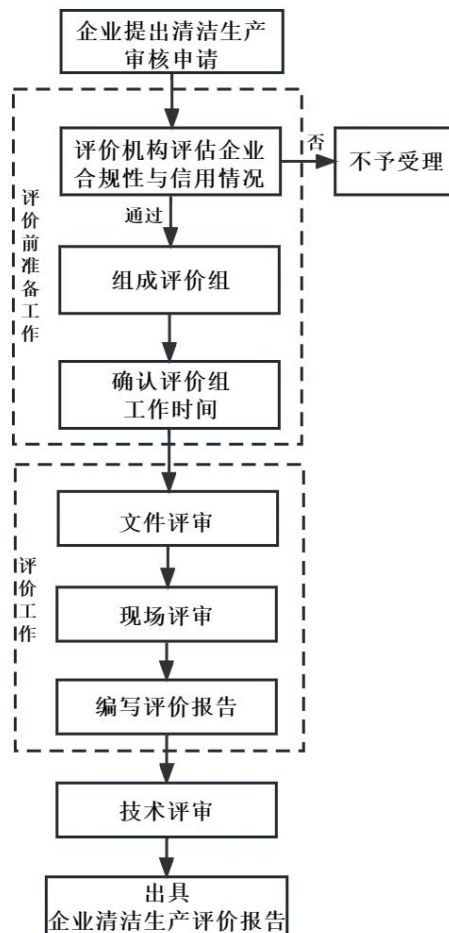 企业提出清洁生产
审核申请
评价机构评估企业
合规性与信用情况
否
不予受理
通过
评价前准备工作
组成评价组
确认评价组
工作时间
文件评审
评价工作
现场评审
编写评价报告
技术评审
出具
企业清洁生产评价报告